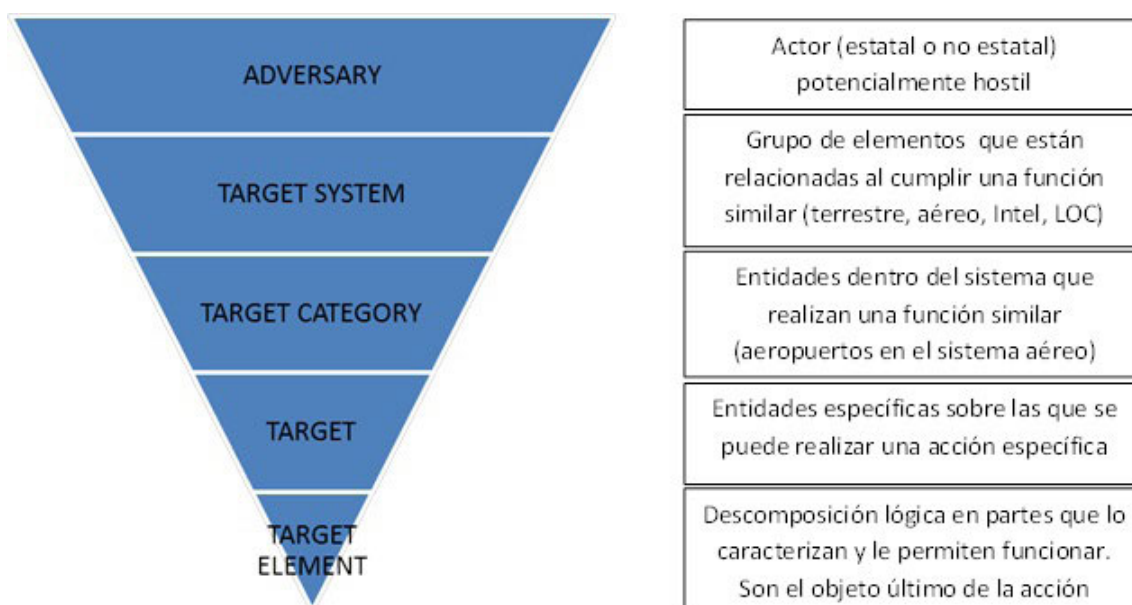 ADVERSARY
Actor (estatal o no estatal)
potencialmente hostil
TARGET SYSTEM
Grupo de elementos que están
relacionadas al cumplir una función
similar (terrestre, aéreo, Intel, LOC)
TARGET CATEGORY
Entidades dentro del sistema que
realizan una función similar
(aeropuertos en el sistema aéreo)
TARGET
Entidades específicas sobre las que se
puede realizar una acción específica
TARGET
ELEMENT
Descomposición lógica en partes que lo
caracterizan y le permiten funcionar.
Son el objeto último de la acción